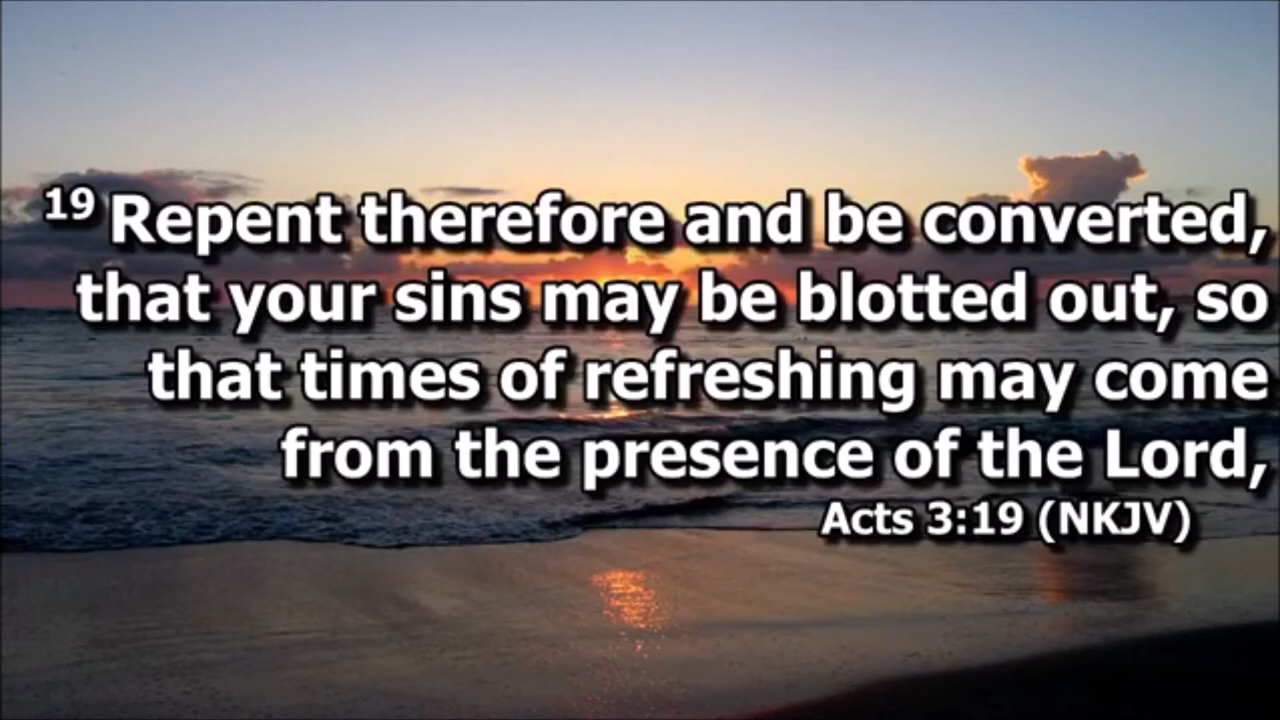 19 Repent therefore and be converted,
that your sins may be blotted out, so
that times of refreshing may come
from the presence of the Lord,
Acts 3:19 (NKJV)